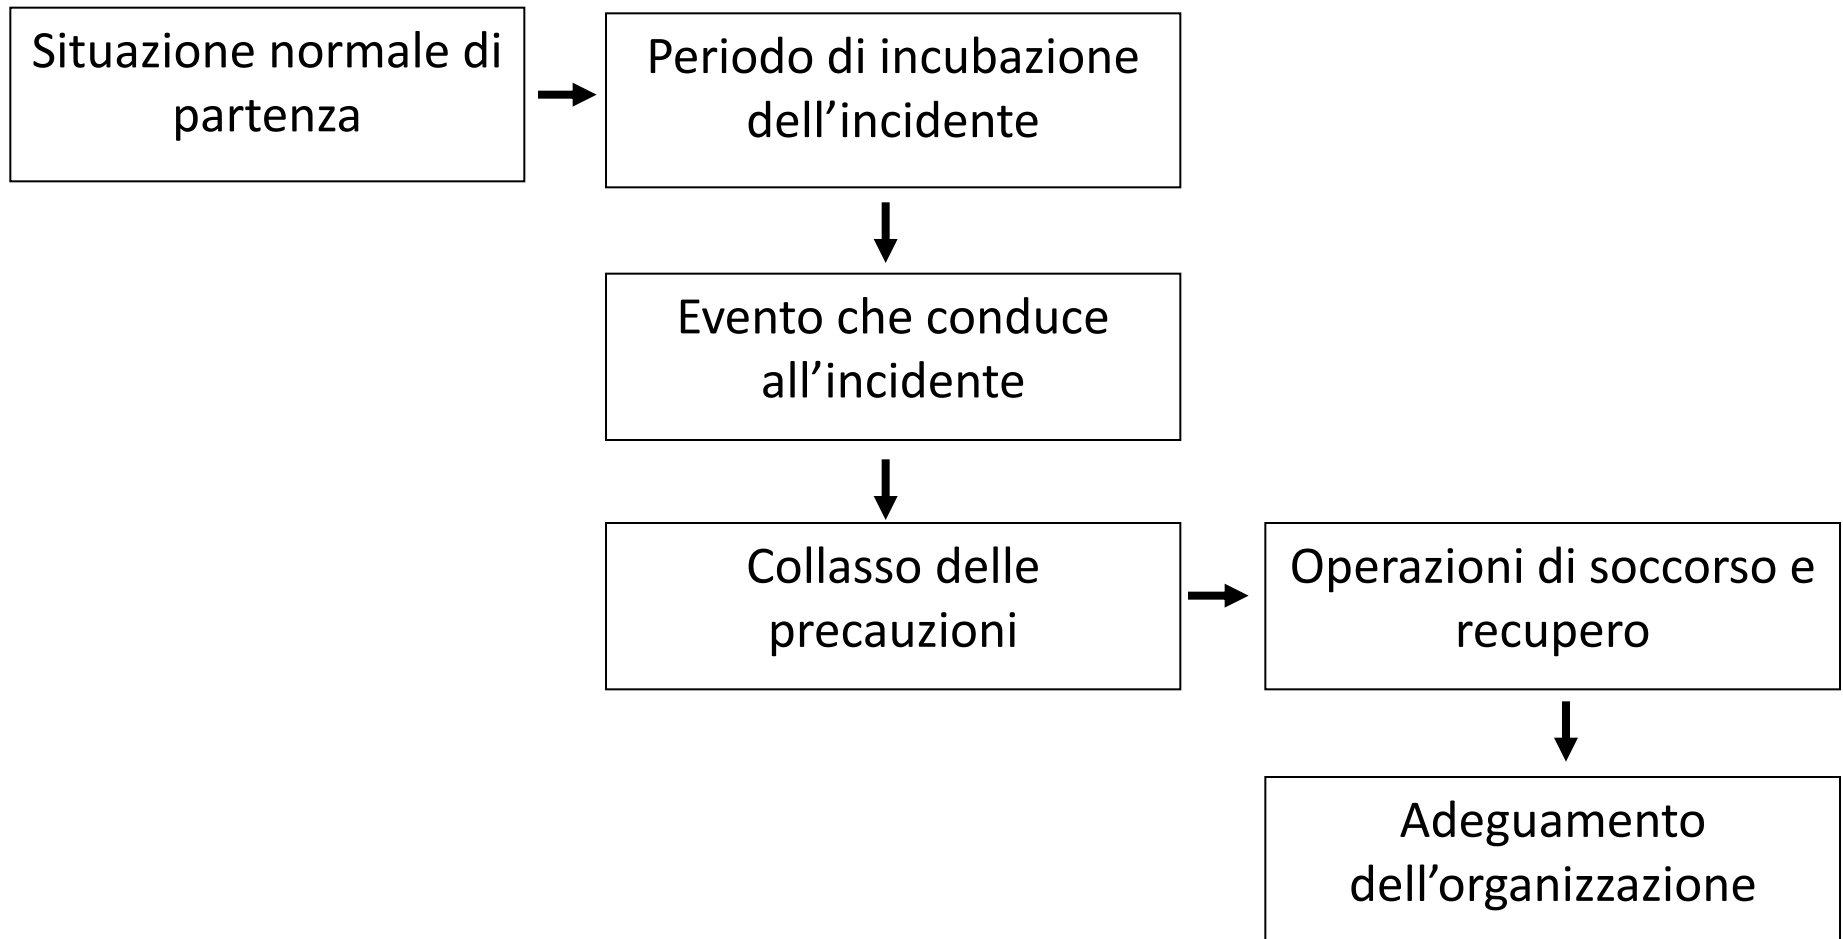 Situazione normale di
partenza
Periodo di incubazione
dell’incidente
Evento che conduce
all’incidente
Collasso delle
precauzioni
Operazioni di soccorso e
recupero
Adeguamento
dell’organizzazione